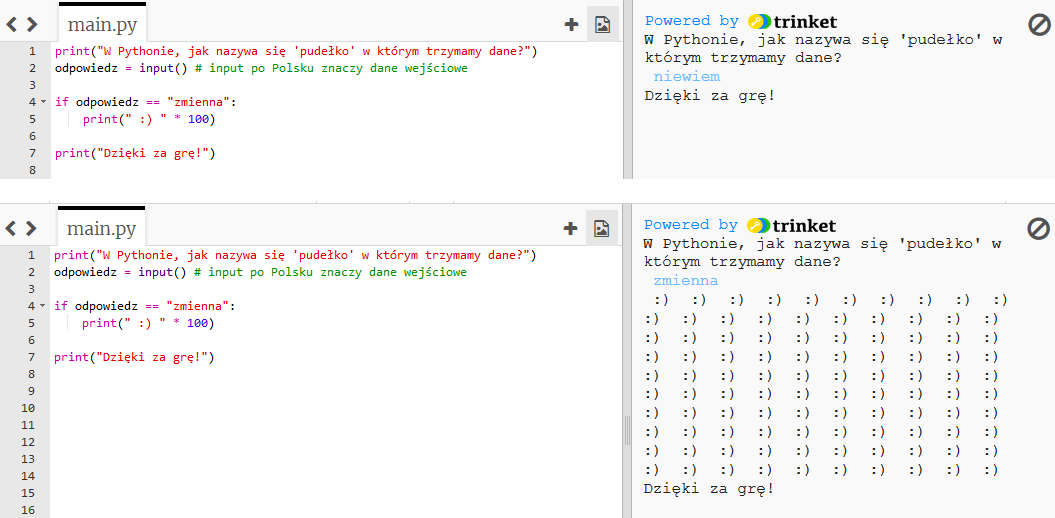 main.py
1 print("W Pythonie, jak nazywa się 'pudełko' w którym trzymamy dane?")
2 odpowiedz = input() # input po Polsku znaczy dane wejściowe
3
4 if odpowiedz == "zmienna":
5 print(" :) " * 100)
6
7 print("Dzięki za grę!")
8
Powered by trinket
W Pythonie, jak nazywa się 'pudełko' w
którym trzymamy dane?
niewiem
Dzięki za grę!
main.py
1 print("W Pythonie, jak nazywa się 'pudełko' w którym trzymamy dane?")
2 odpowiedz = input() # input po Polsku znaczy dane wejściowe
3
4 if odpowiedz == "zmienna":
5 print(" :) " * 100)
6
7 print("Dzięki za grę!")
8
9
10
11
12
13
14
15
16
Powered by trinket
W Pythonie, jak nazywa się 'pudełko' w
którym trzymamy dane?
zmienna
:) :) :) :) :) :) :) :) :) :)
:) :) :) :) :) :) :) :) :) :)
:) :) :) :) :) :) :) :) :) :)
:) :) :) :) :) :) :) :) :) :)
:) :) :) :) :) :) :) :) :) :)
:) :) :) :) :) :) :) :) :) :)
:) :) :) :) :) :) :) :) :) :)
:) :) :) :) :) :) :) :) :) :)
:) :) :) :) :) :) :) :) :) :)
:) :) :) :) :) :) :) :) :) :)
Dzięki za grę!